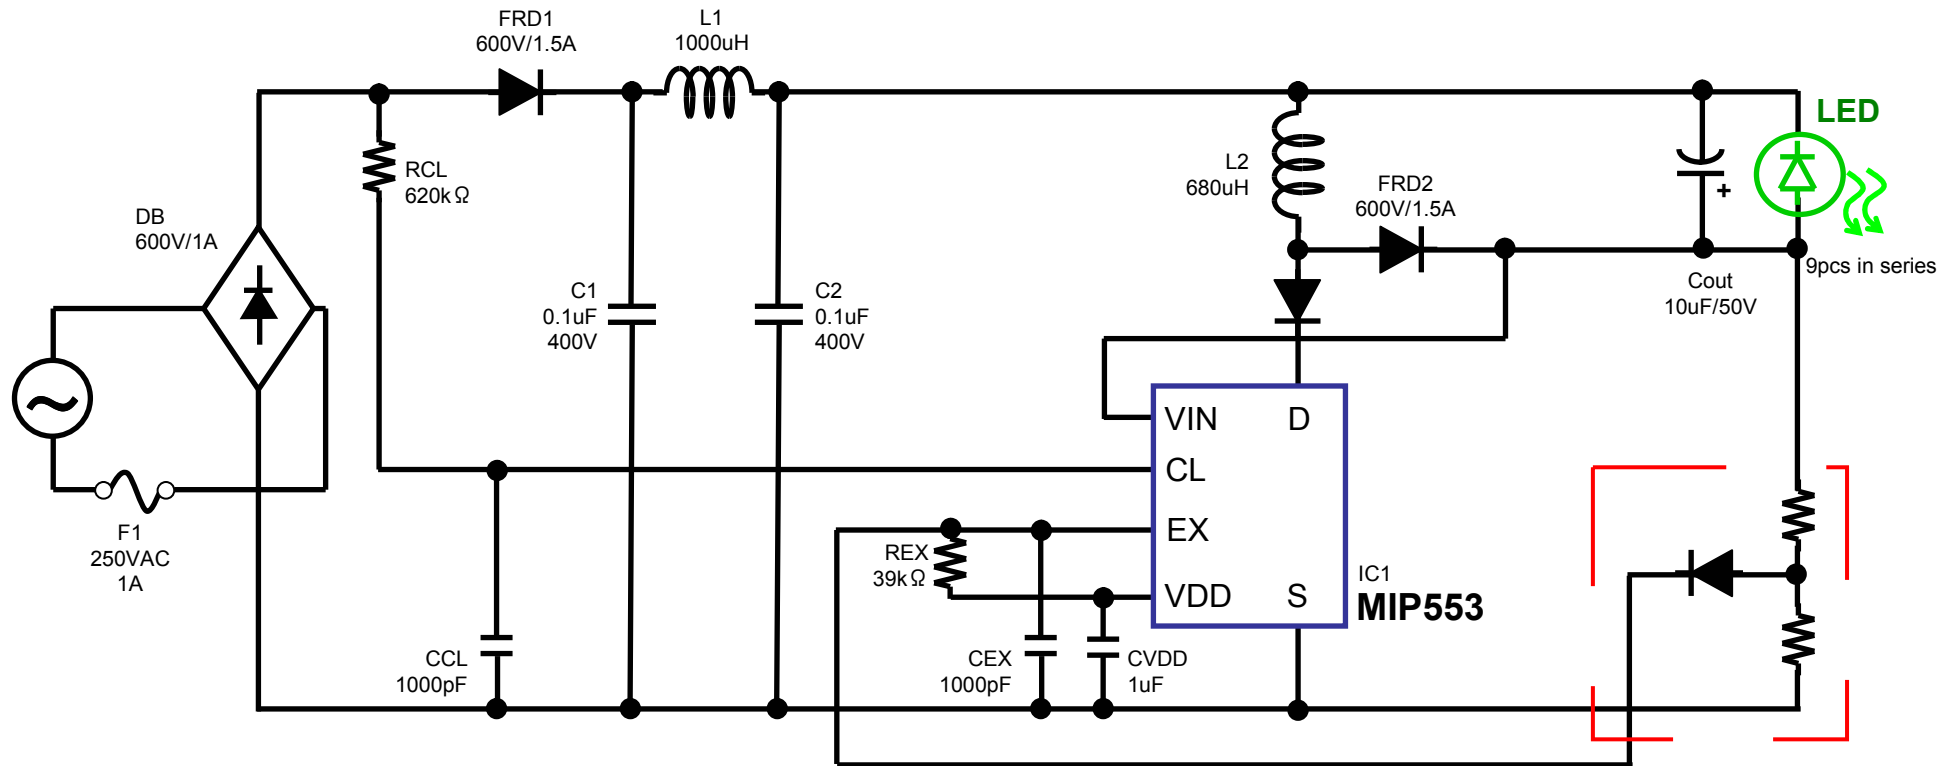 FRD1
600V/1.5A
L1
1000uH
LED
RCL
620kΩ
L2
680uH
FRD2
600V/1.5A
+
DB
600V/1A
9pcs in series
Cout
10uF/50V
C1
0.1uF
400V
C2
0.1uF
400V
VIN
D
CL
EX
VDD
S
IC1
MIP553
F1
250VAC
1A
REX
39kΩ
CCL
1000pF
CEX
1000pF
CVDD
1uF